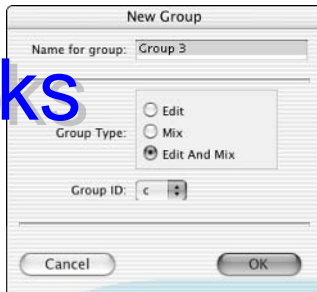 New Group
Name for group: Group 3
ks
Edit
Group Type: Mix
Edit And Mix
Group ID: c
Cancel OK